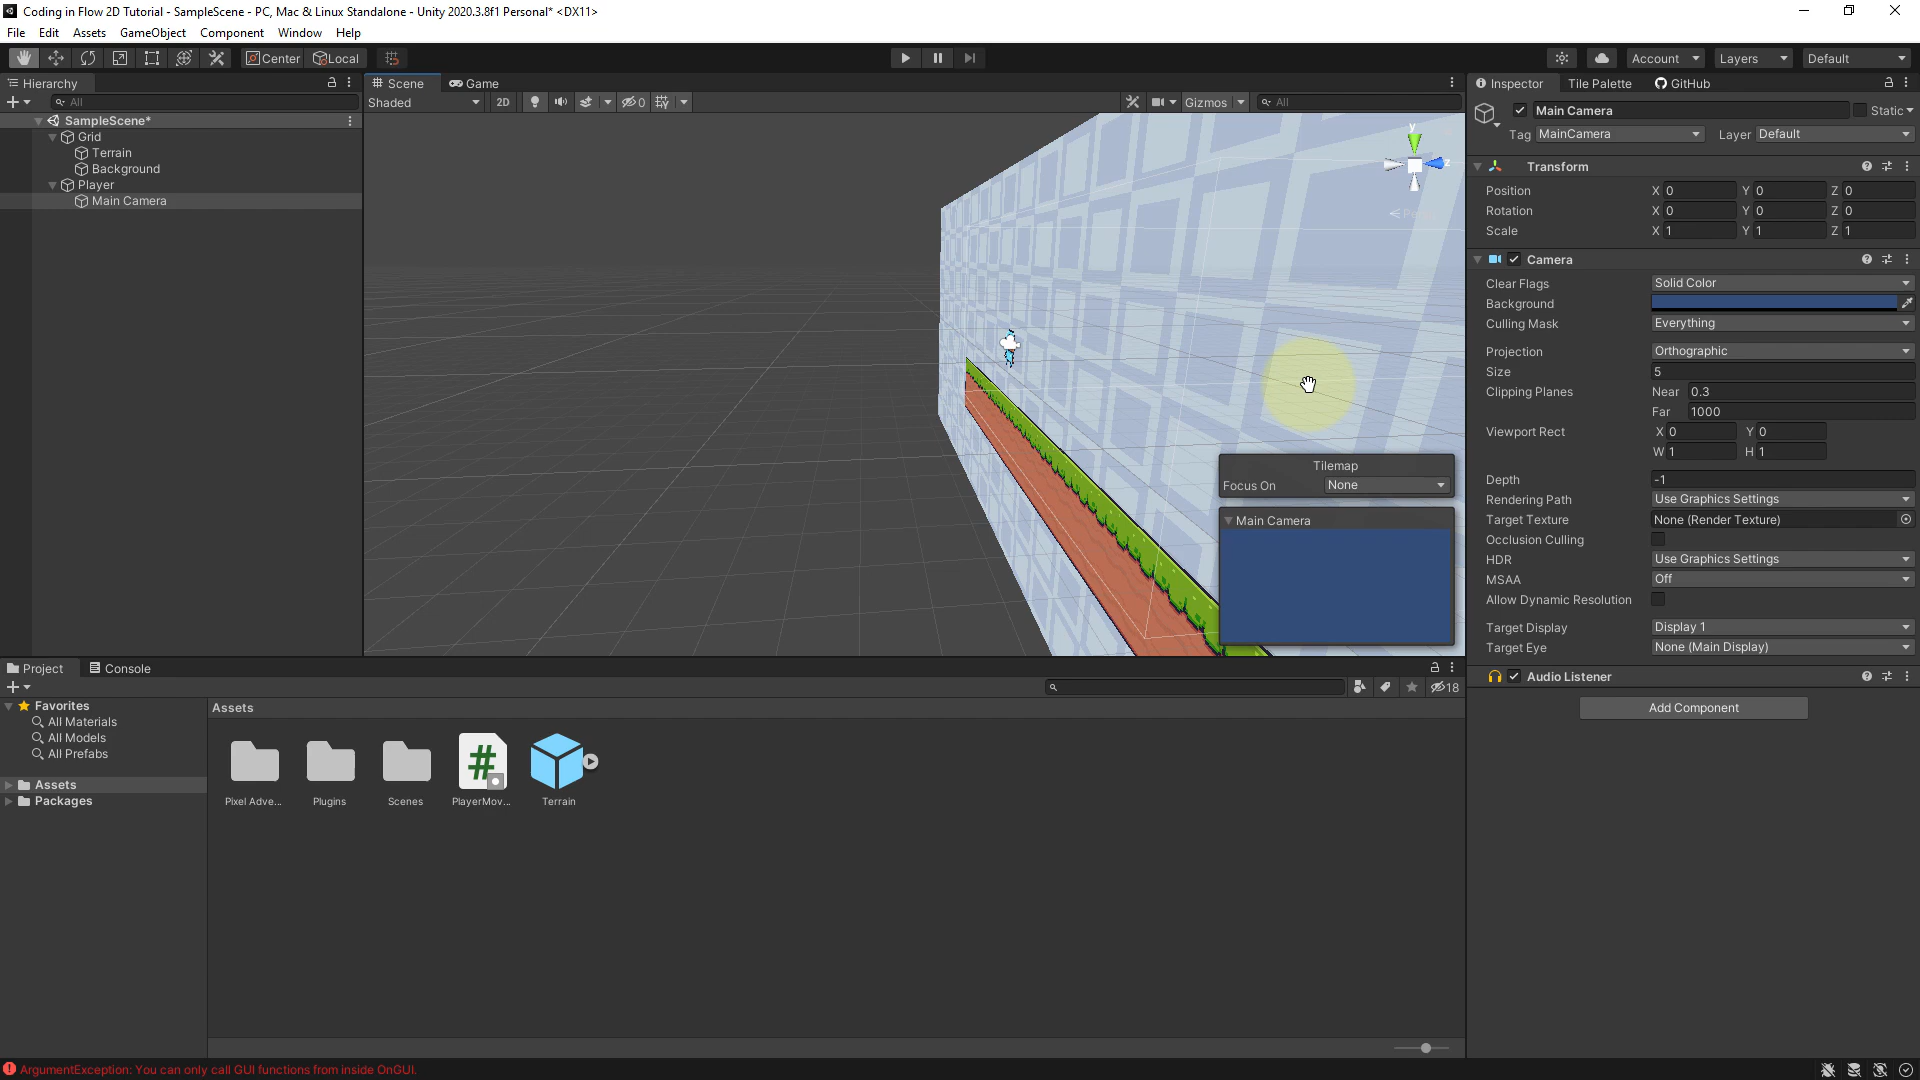 Coding in Flow 2D Tutorial - SampleScene - PC, Mac & Linux Standalone - Unity 2020.3.8f1 Personal* <DX11>
File Edit Assets GameObject Component Window Help
Center Local Account Layers Default
Hierarchy
All
SampleScene*
Grid
Terrain
Background
Player
Main Camera
Scene Game
Shaded 2D 0 Gizmos All
y
z
Tilemap
Focus On None
Main Camera
Inspector Tile Palette GitHub
Main Camera Static
Tag MainCamera Layer Default
Transform
Position X 0 Y 0 Z 0
Rotation X 0 Y 0 Z 0
Scale X 1 Y 1 Z 1
Camera
Clear Flags Solid Color
Background
Culling Mask Everything
Projection Orthographic
Size 5
Clipping Planes Near 0.3
Far 1000
Viewport Rect X 0 Y 0
W 1 H 1
Depth -1
Rendering Path Use Graphics Settings
Target Texture None (Render Texture)
Occlusion Culling
HDR Use Graphics Settings
MSAA Off
Allow Dynamic Resolution
Target Display Display 1
Target Eye None (Main Display)
Audio Listener
Add Component
Project Console
18
Favorites
All Materials
All Models
All Prefabs
Assets
Packages
Assets
Pixel Adve... Plugins Scenes PlayerMov... Terrain
ArgumentException: You can only call GUI functions from inside OnGUI.